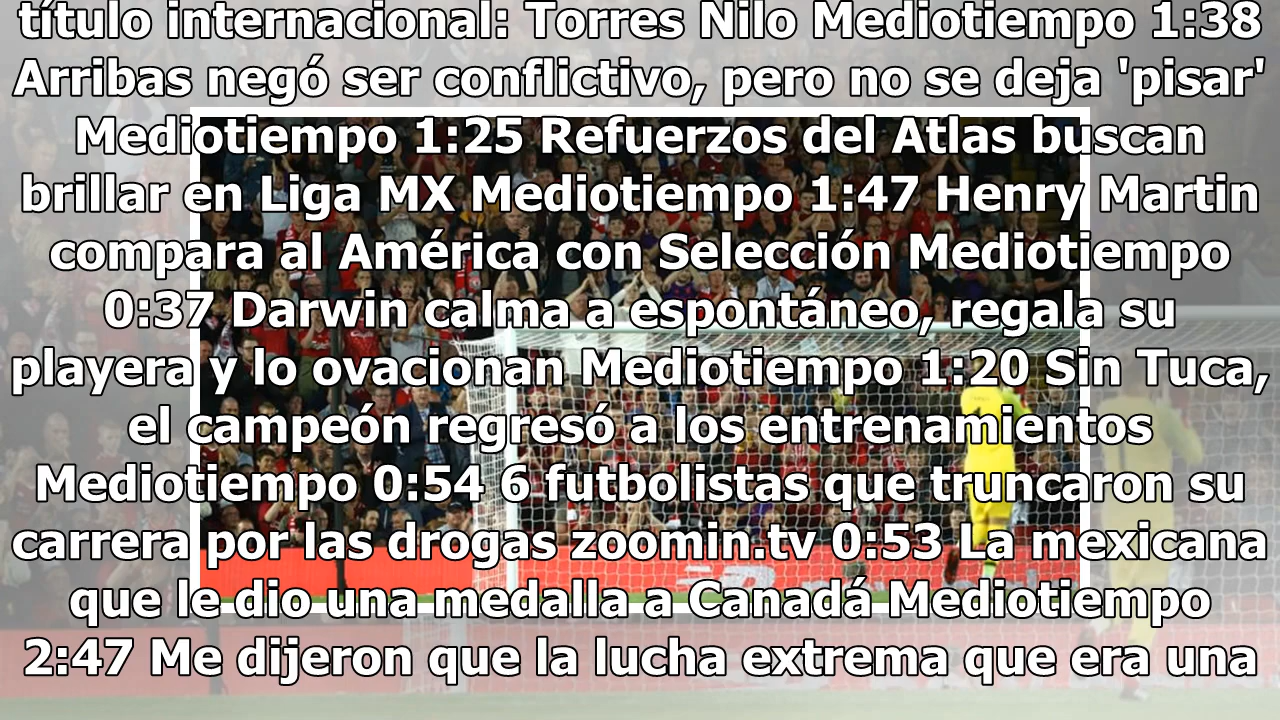 título internacional: Torres Nilo Mediotiempo 1:38
Arribas negó ser conflictivo, pero no se deja 'pisar'
Mediotiempo 1:25 Refuerzos del Atlas buscan
brillar en Liga MX Mediotiempo 1:47 Henry Martin
compara al América con Selección Mediotiempo
0:37 Darwin calma a espontáneo, regala su
playera y lo ovacionan Mediotiempo 1:20 Sin Tuca,
el campeón regresó a los entrenamientos
Mediotiempo 0:54 6 futbolistas que truncaron su
carrera por las drogas zoomin.tv 0:53 La mexicana
que le dio una medalla a Canadá Mediotiempo
2:47 Me dijeron que la lucha extrema que era una